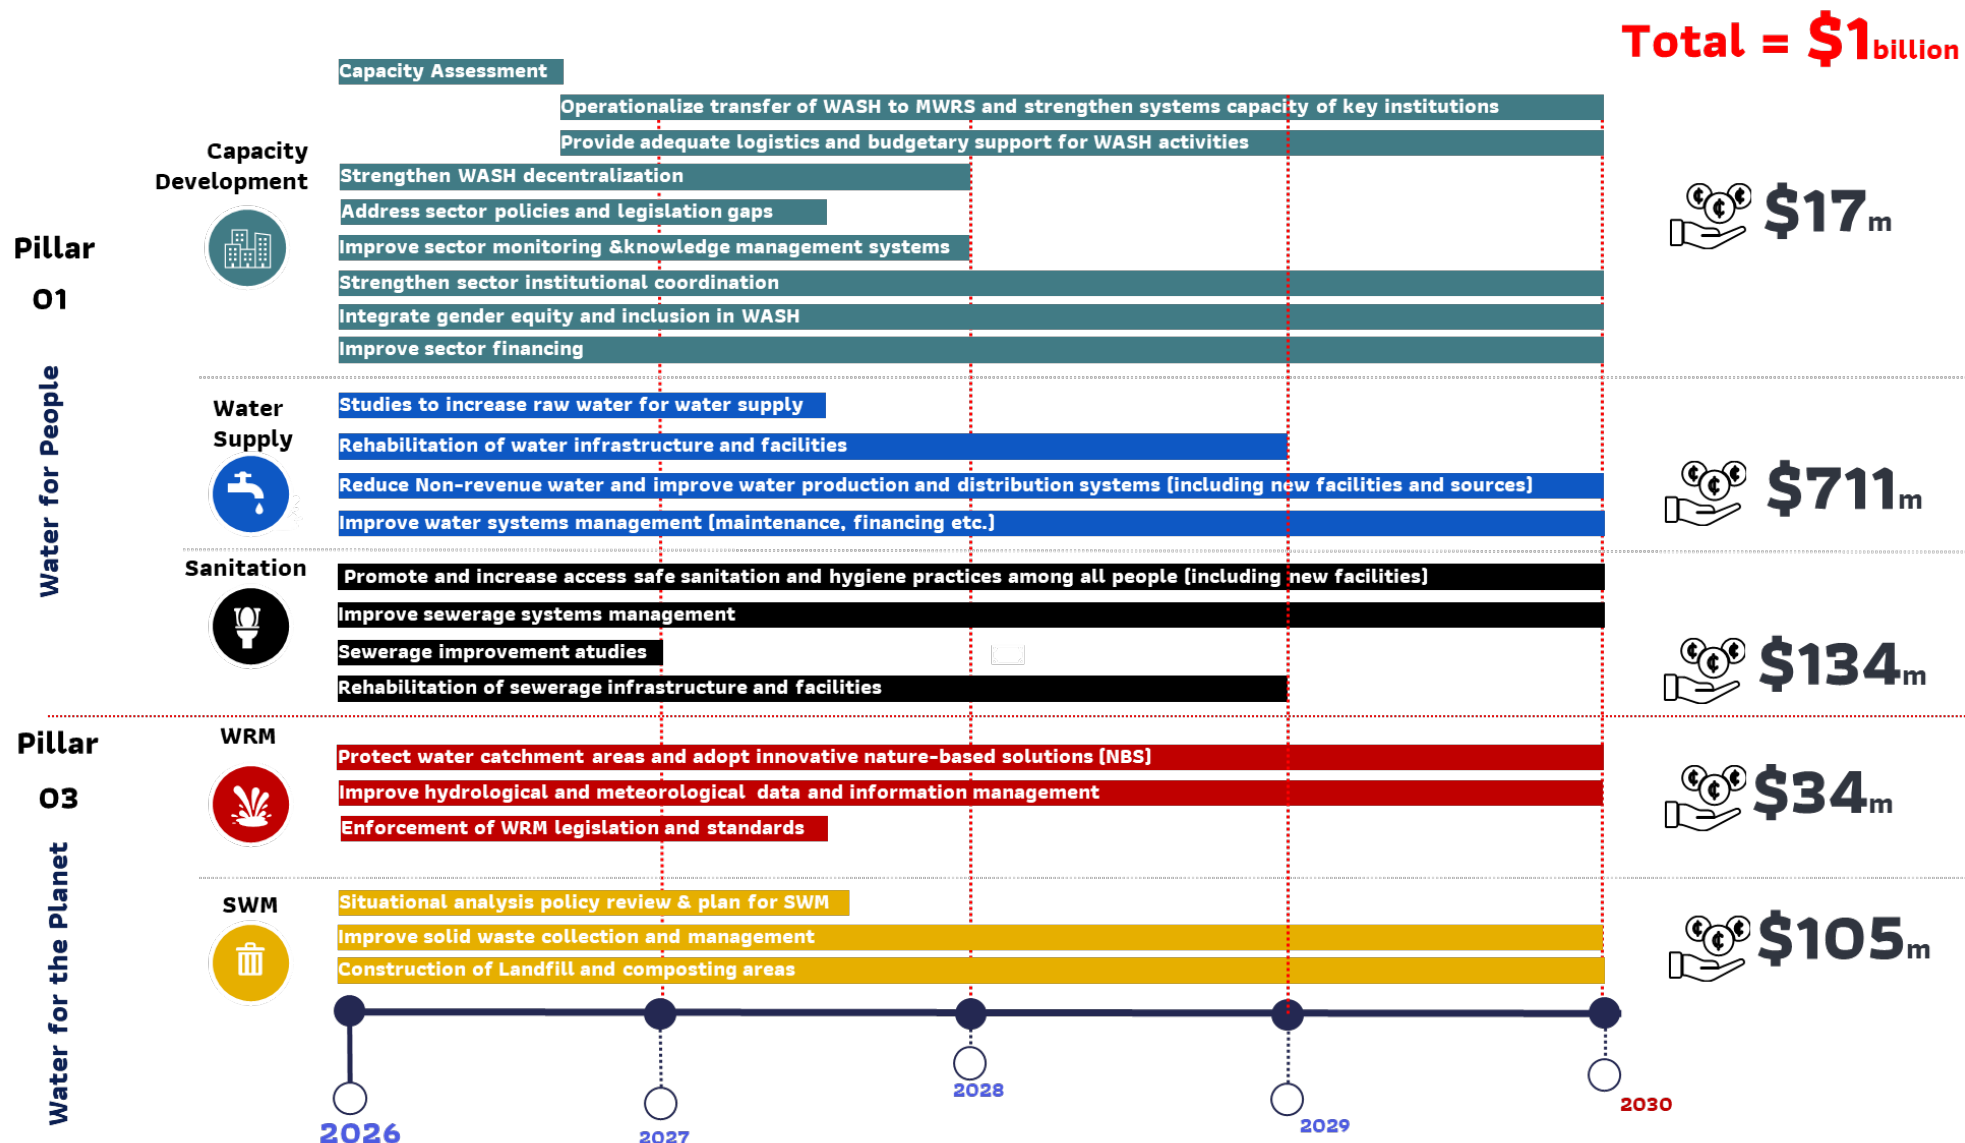 Total = $1billion
Capacity Assessment
Operationalize transfer of WASH to MWRS and strengthen systems capacity of key institutions
Provide adequate logistics and budgetary support for WASH activities
Capacity
Development
Strengthen WASH decentralization
Address sector policies and legislation gaps
$17m
Pillar
01
Improve sector monitoring &knowledge management systems
Strengthen sector institutional coordination
Integrate gender equity and inclusion in WASH
Improve sector financing
Water for People
Water
Supply
Studies to increase raw water for water supply
Rehabilitation of water infrastructure and facilities
Reduce Non-revenue water and improve water production and distribution systems (including new facilities and sources)
Improve water systems management (maintenance, financing etc.)
$711m
Sanitation
Promote and increase access safe sanitation and hygiene practices among all people (including new facilities)
Improve sewerage systems management
Sewerage improvement atudies
Rehabilitation of sewerage infrastructure and facilities
$134m
Pillar
03
WRM
Protect water catchment areas and adopt innovative nature-based solutions (NBS)
Improve hydrological and meteorological data and information management
Enforcement of WRM legislation and standards
$34m
Water for the Planet
SWM
Situational analysis policy review & plan for SWM
Improve solid waste collection and management
Construction of Landfill and composting areas
$105m
2026
2027
2028
2029
2030